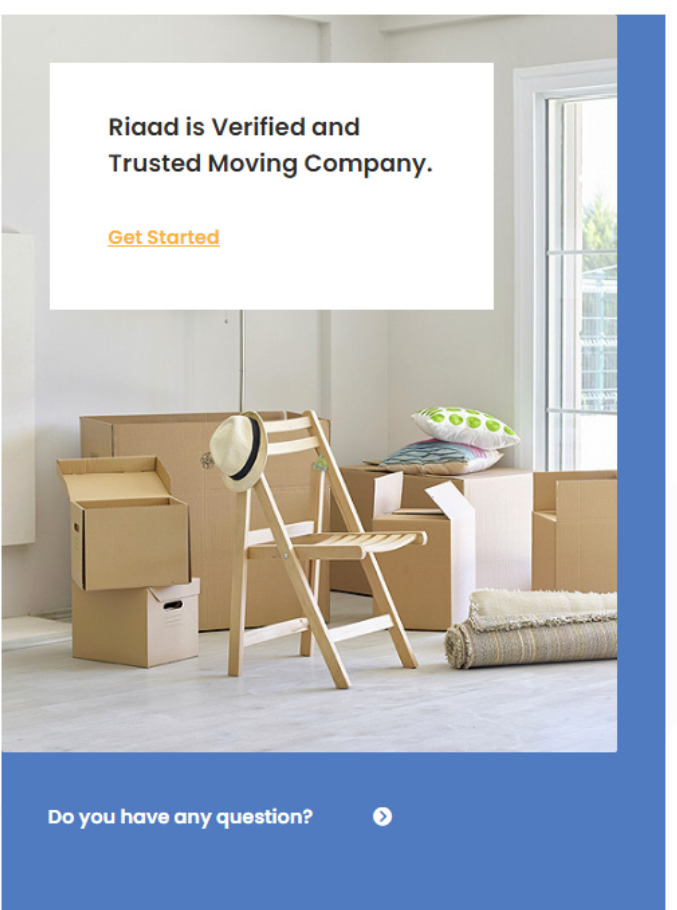 Riaad is Verified and
Trusted Moving Company.
Get Started
Do you have any question?